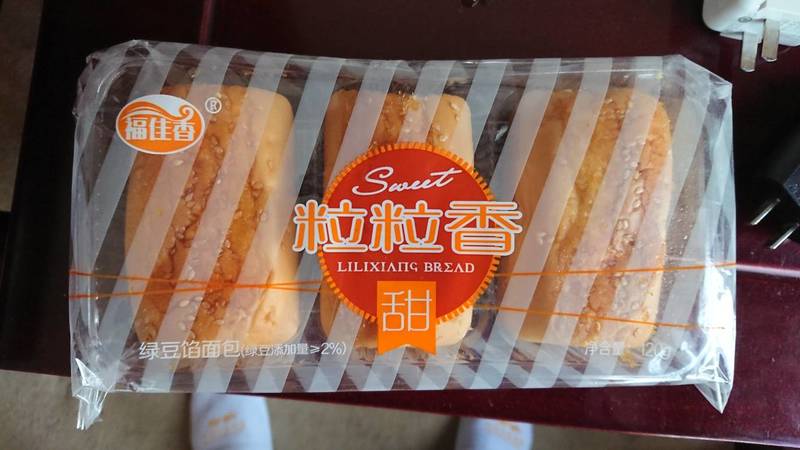 福佳香®
Sweet
粒粒香
LILIXIANG BREAD
甜
绿豆馅面包(绿豆添加量≥2%)
净含量: 120g